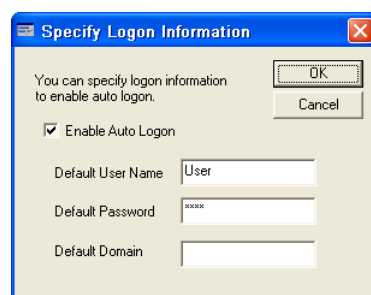 Specify Logon Information
You can specify logon information
to enable auto logon.
OK
Cancel
Enable Auto Logon
Default User Name
User
Default Password
****
Default Domain